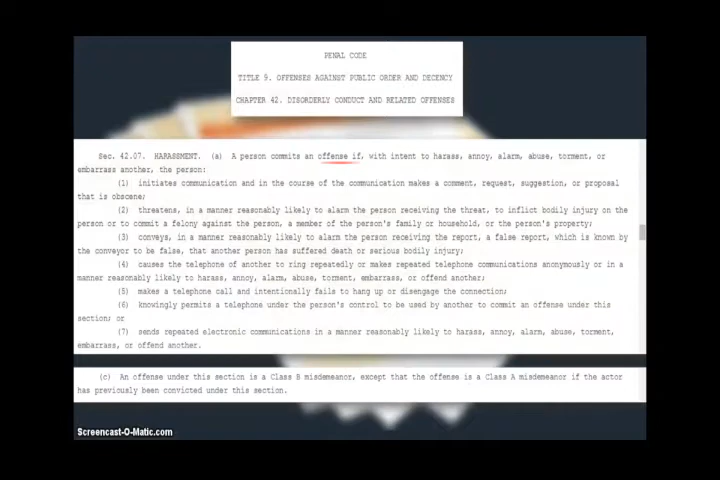 PENAL CODE
TITLE 9. OFFENSES AGAINST PUBLIC ORDER AND DECENCY
CHAPTER 42. DISORDERLY CONDUCT AND RELATED OFFENSES
Sec. 42.07. HARASSMENT. (a) A person commits an offense if, with intent to harass, annoy, alarm, abuse, torment, or
embarrass another, the person:
(1) initiates communication and in the course of the communication makes a comment, request, suggestion, or proposal
that is obscene;
(2) threatens, in a manner reasonably likely to alarm the person receiving the threat, to inflict bodily injury on the
person or to commit a felony against the person, a member of the person's family or household, or the person's property;
(3) conveys, in a manner reasonably likely to alarm the person receiving the report, a false report, which is known by
the conveyor to be false, that another person has suffered death or serious bodily injury;
(4) causes the telephone of another to ring repeatedly or makes repeated telephone communications anonymously or in a
manner reasonably likely to harass, annoy, alarm, abuse, torment, embarrass, or offend another;
(5) makes a telephone call and intentionally fails to hang up or disengage the connection;
(6) knowingly permits a telephone under the person's control to be used by another to commit an offense under this
section; or
(7) sends repeated electronic communications in a manner reasonably likely to harass, annoy, alarm, abuse, torment,
embarrass, or offend another.
(c) An offense under this section is a Class B misdemeanor, except that the offense is a Class A misdemeanor if the actor
has previously been convicted under this section.
Screencast-O-Matic.com